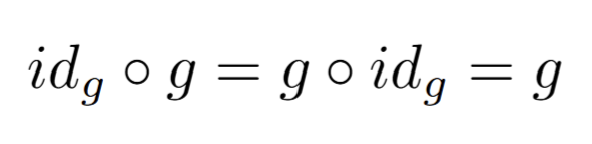 id_g ∘ g = g ∘ id_g = g